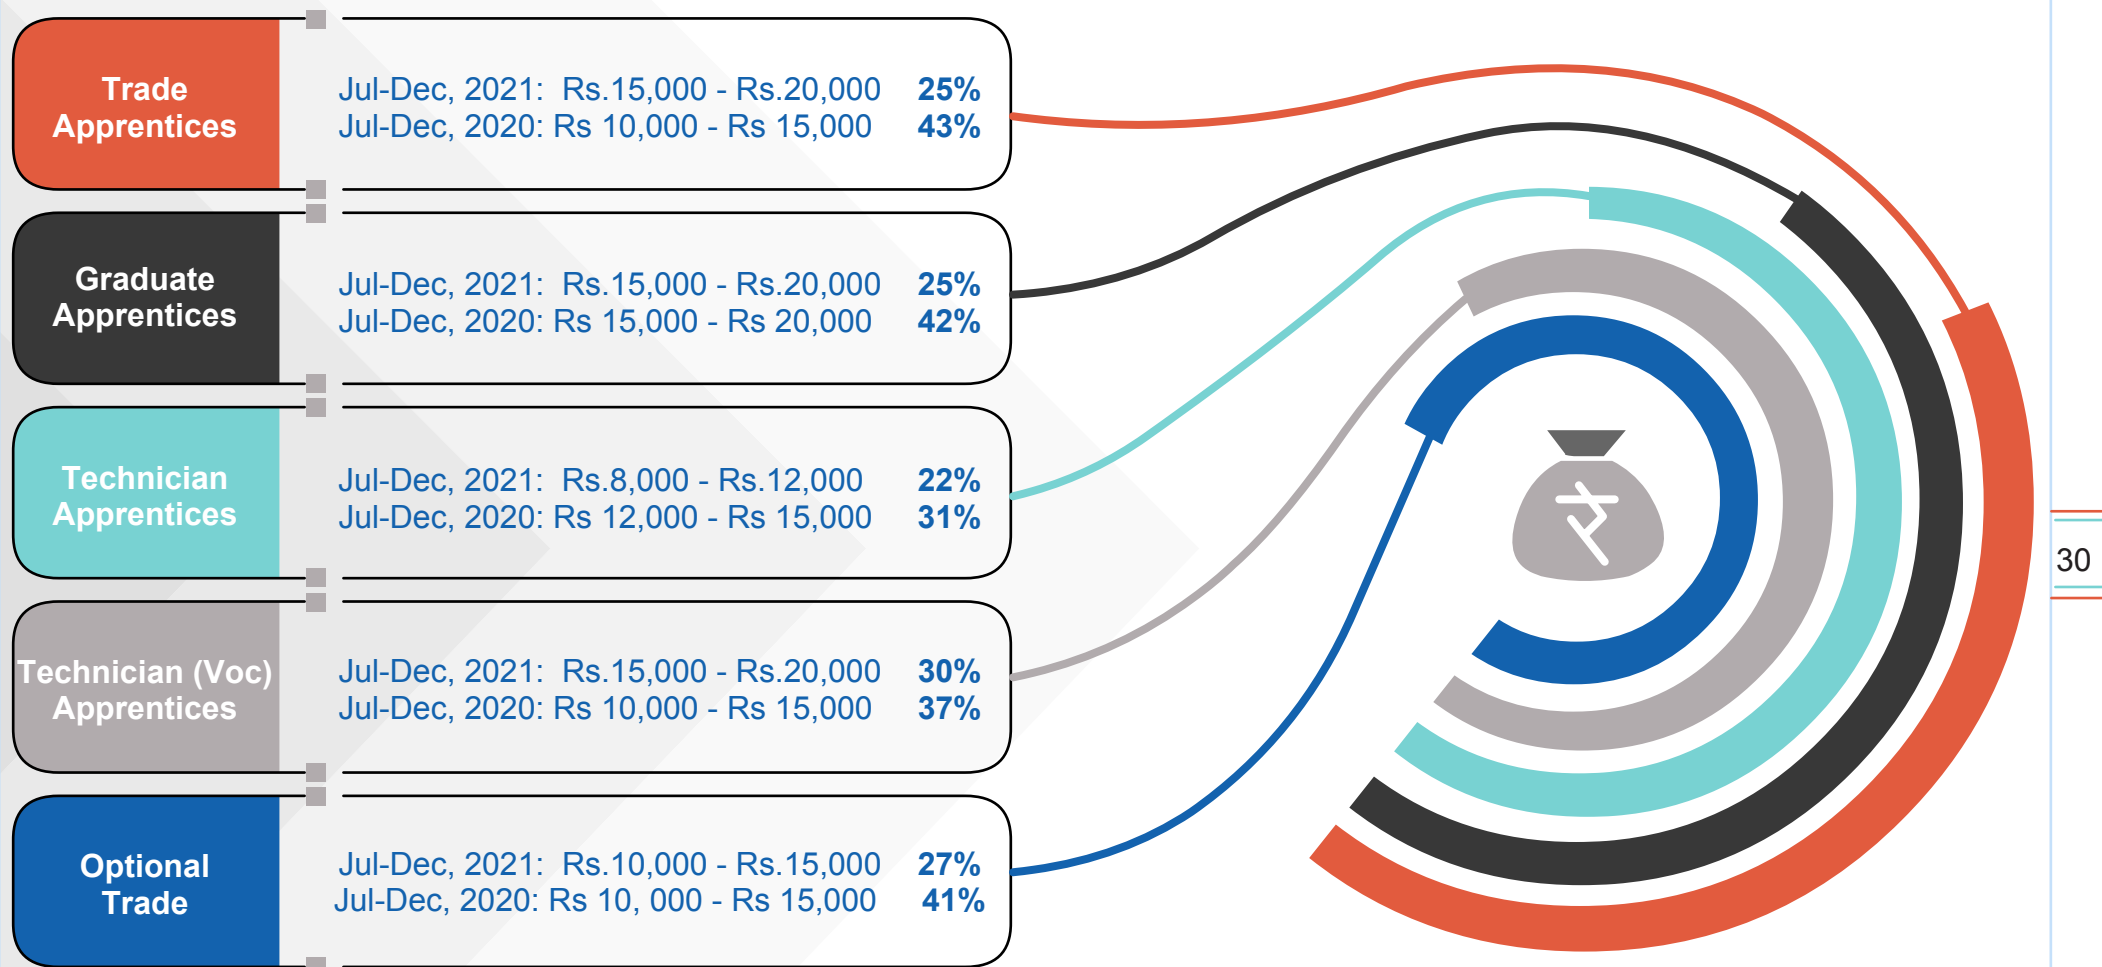 Trade
Apprentices
Jul-Dec, 2021:  Rs.15,000 - Rs.20,000 25%
Jul-Dec, 2020: Rs 10,000 - Rs 15,000 43%
Graduate
Apprentices
Jul-Dec, 2021:  Rs.15,000 - Rs.20,000 25%
Jul-Dec, 2020: Rs 15,000 - Rs 20,000 42%
Technician
Apprentices
Jul-Dec, 2021:  Rs.8,000 - Rs.12,000 22%
Jul-Dec, 2020: Rs 12,000 - Rs 15,000 31%
Technician (Voc)
Apprentices
Jul-Dec, 2021:  Rs.15,000 - Rs.20,000 30%
Jul-Dec, 2020: Rs 10,000 - Rs 15,000 37%
Optional
Trade
Jul-Dec, 2021:  Rs.10,000 - Rs.15,000 27%
Jul-Dec, 2020: Rs 10, 000 - Rs 15,000 41%
30